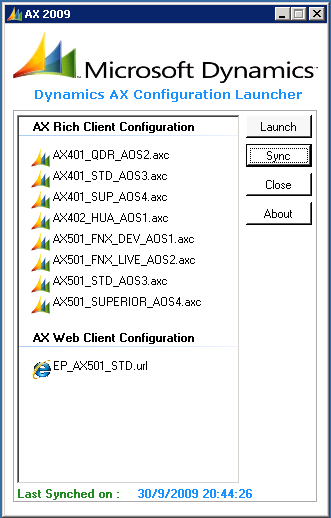 AX 2009
Microsoft Dynamics™
Dynamics AX Configuration Launcher
AX Rich Client Configuration
AX401_QDR_AOS2.axc
AX401_STD_AOS3.axc
AX401_SUP_AOS4.axc
AX402_HUA_AOS1.axc
AX501_FNX_DEV_AOS1.axc
AX501_FNX_LIVE_AOS2.axc
AX501_STD_AOS3.axc
AX501_SUPERIOR_AOS4.axc
AX Web Client Configuration
EP_AX501_STD.url
Launch
Sync
Close
About
Last Synched on : 30/9/2009 20:44:26